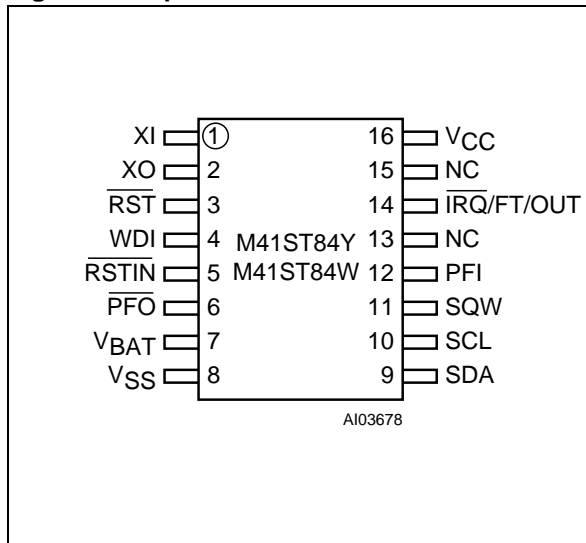 XI 1 16 VCC
XO 2 15 NC
RST 3 14 IRQ/FT/OUT
WDI 4 M41ST84Y 13 NC
RSTIN 5 M41ST84W 12 PFI
PFO 6 11 SQW
VBAT 7 10 SCL
VSS 8 9 SDA
AI03678